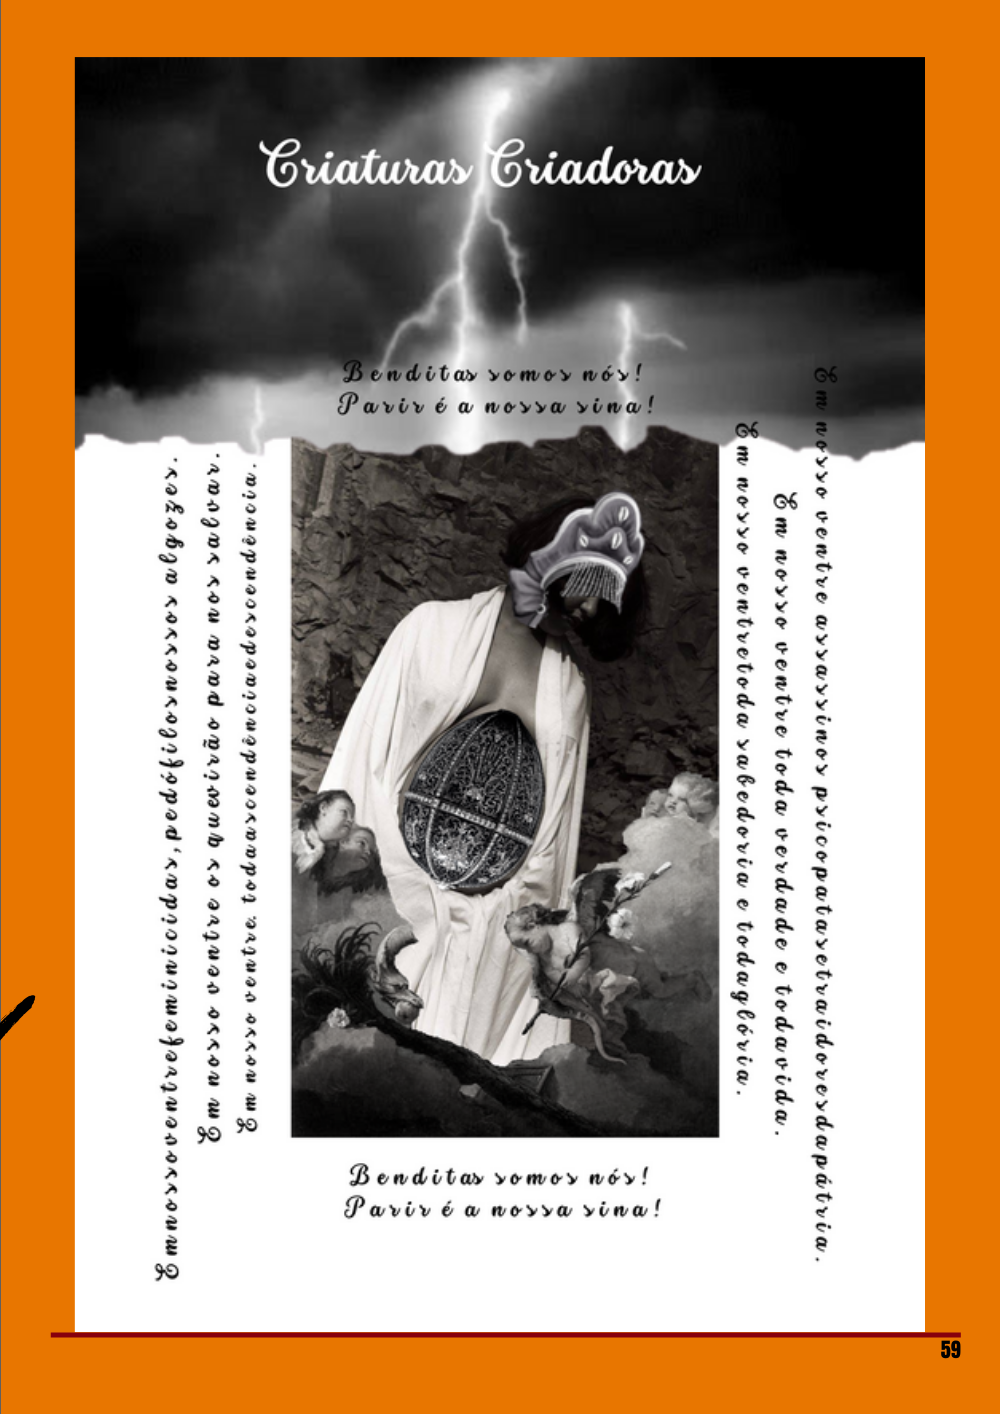 Criaturas Criadoras
Benditas somos nós!
Parir é a nossa sina!
Em nosso ventre feminicidas, pedófilos nossos algozes.
Em nosso ventre os que virão para nos salvar.
Em nosso ventre toda ascendência e descendência.
Em nosso ventre toda sabedoria e toda glória.
Em nosso ventre toda verdade e toda vida.
Em nosso ventre assassinos psicopatas e traidores da pátria.
Benditas somos nós!
Parir é a nossa sina!
59